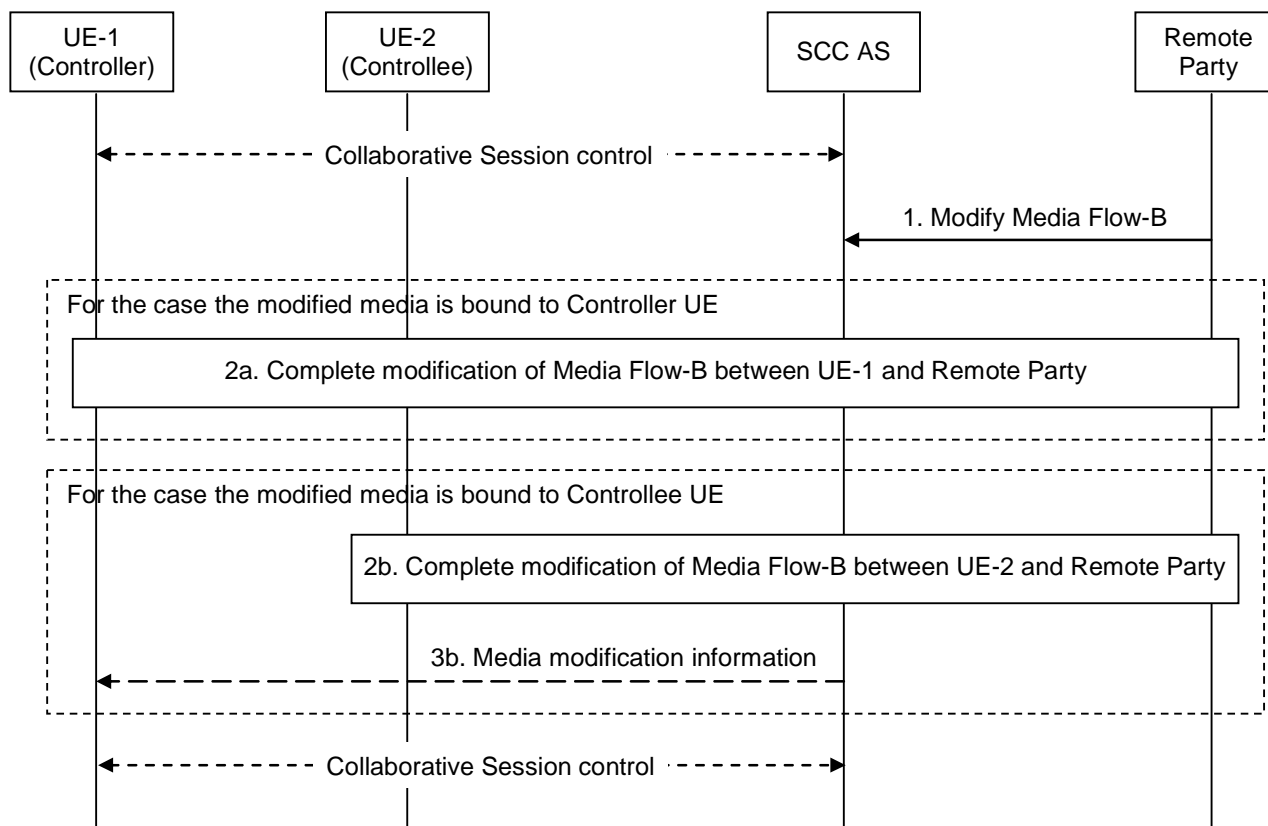 UE-1
(Controller)
UE-2
(Controllee)
SCC AS
Remote
Party
Collaborative Session control
1. Modify Media Flow-B
For the case the modified media is bound to Controller UE
2a. Complete modification of Media Flow-B between UE-1 and Remote Party
For the case the modified media is bound to Controllee UE
2b. Complete modification of Media Flow-B between UE-2 and Remote Party
3b. Media modification information
Collaborative Session control